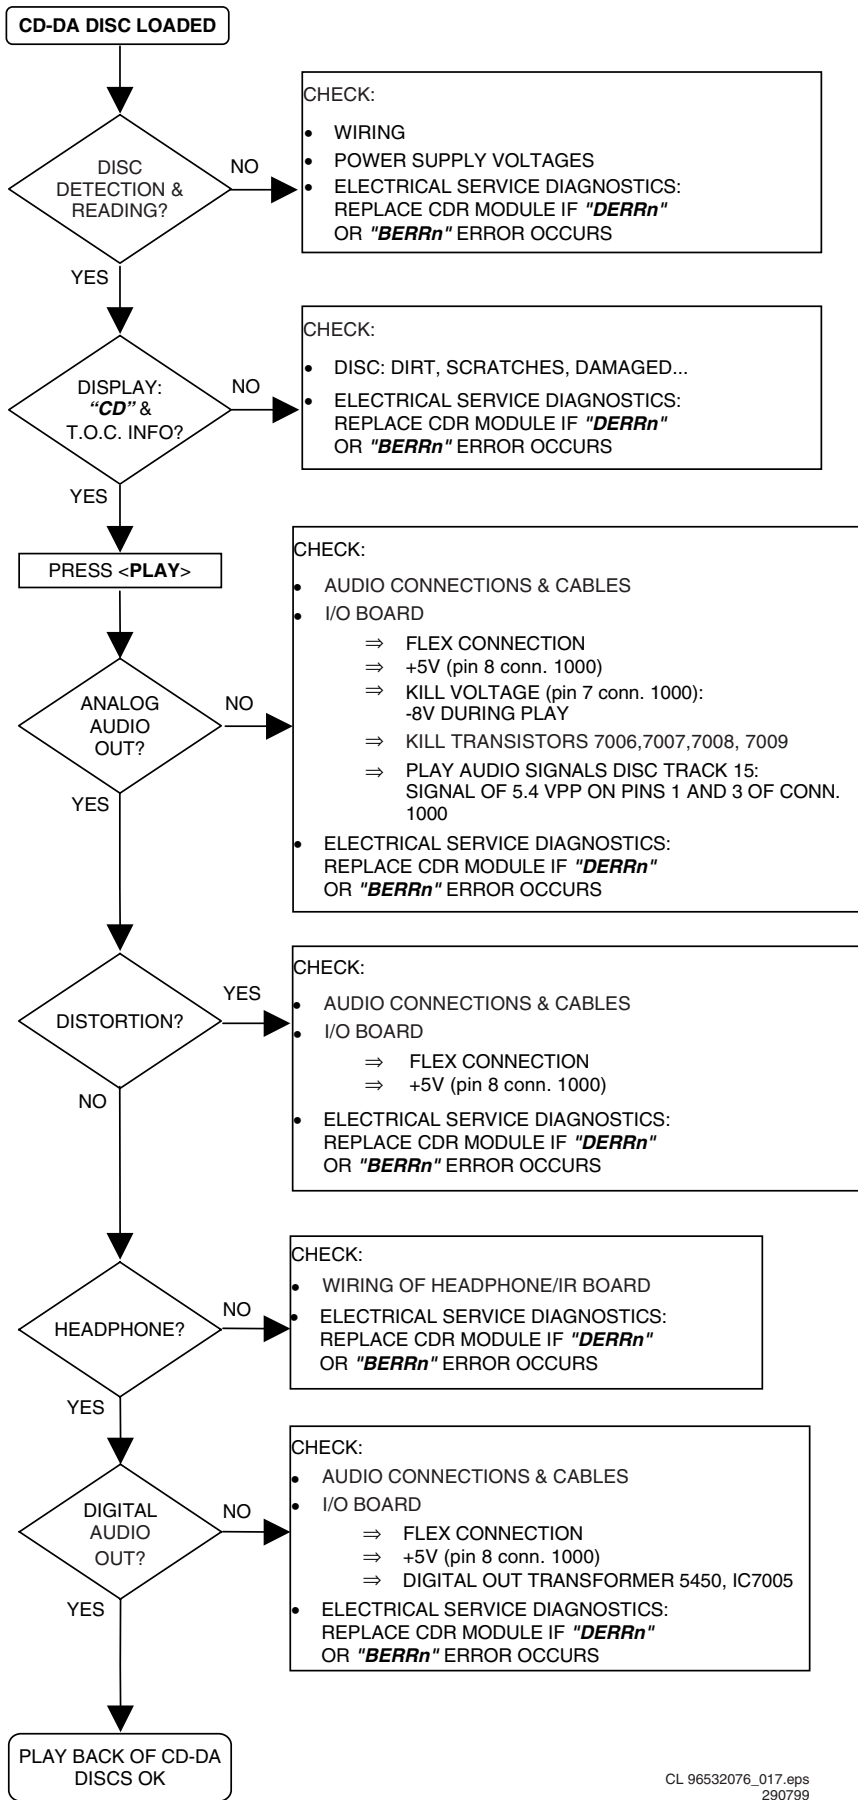 CD-DA DISC LOADED
DISC
DETECTION &
READING?
NO
YES
CHECK:
• WIRING
• POWER SUPPLY VOLTAGES
• ELECTRICAL SERVICE DIAGNOSTICS:
REPLACE CDR MODULE IF "DERRn"
OR "BERRn" ERROR OCCURS
DISPLAY:
“CD” &
T.O.C. INFO?
NO
YES
CHECK:
• DISC: DIRT, SCRATCHES, DAMAGED...
• ELECTRICAL SERVICE DIAGNOSTICS:
REPLACE CDR MODULE IF "DERRn"
OR "BERRn" ERROR OCCURS
PRESS <PLAY>
ANALOG
AUDIO
OUT?
NO
YES
CHECK:
• AUDIO CONNECTIONS & CABLES
• I/O BOARD
⇒ FLEX CONNECTION
⇒ +5V (pin 8 conn. 1000)
⇒ KILL VOLTAGE (pin 7 conn. 1000):
-8V DURING PLAY
⇒ KILL TRANSISTORS 7006,7007,7008, 7009
⇒ PLAY AUDIO SIGNALS DISC TRACK 15:
SIGNAL OF 5.4 VPP ON PINS 1 AND 3 OF CONN.
1000
• ELECTRICAL SERVICE DIAGNOSTICS:
REPLACE CDR MODULE IF "DERRn"
OR "BERRn" ERROR OCCURS
DISTORTION?
YES
NO
CHECK:
• AUDIO CONNECTIONS & CABLES
• I/O BOARD
⇒ FLEX CONNECTION
⇒ +5V (pin 8 conn. 1000)
• ELECTRICAL SERVICE DIAGNOSTICS:
REPLACE CDR MODULE IF "DERRn"
OR "BERRn" ERROR OCCURS
HEADPHONE?
NO
YES
CHECK:
• WIRING OF HEADPHONE/IR BOARD
• ELECTRICAL SERVICE DIAGNOSTICS:
REPLACE CDR MODULE IF "DERRn"
OR "BERRn" ERROR OCCURS
DIGITAL
AUDIO
OUT?
NO
YES
CHECK:
• AUDIO CONNECTIONS & CABLES
• I/O BOARD
⇒ FLEX CONNECTION
⇒ +5V (pin 8 conn. 1000)
⇒ DIGITAL OUT TRANSFORMER 5450, IC7005
• ELECTRICAL SERVICE DIAGNOSTICS:
REPLACE CDR MODULE IF "DERRn"
OR "BERRn" ERROR OCCURS
PLAY BACK OF CD-DA
DISCS OK
CL 96532076_017.eps
290799